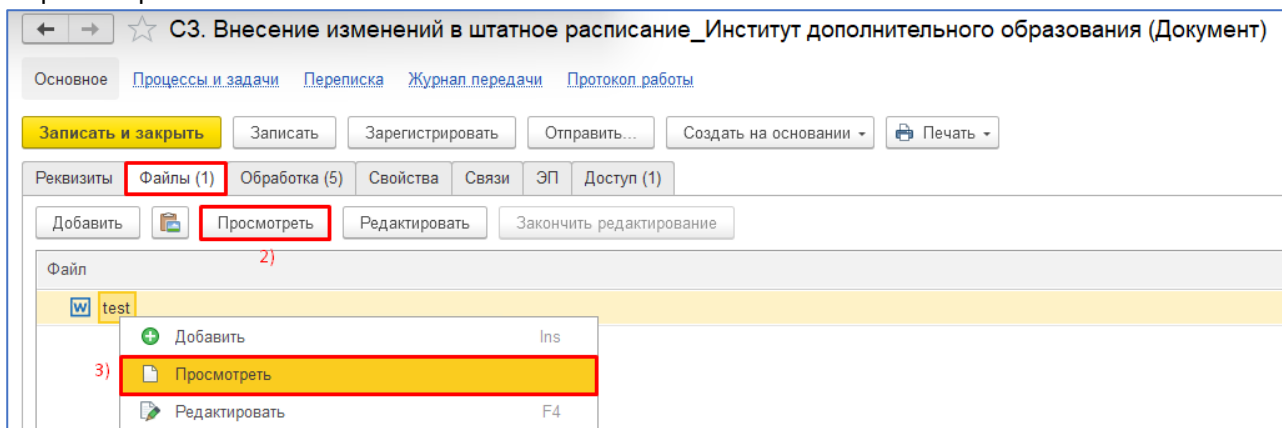 СЗ. Внесение изменений в штатное расписание_Институт дополнительного образования (Документ)
Основное Процессы и задачи Переписка Журнал передачи Протокол работы
Записать и закрыть Записать Зарегистрировать Отправить... Создать на основании Печать
Реквизиты Файлы (1) Обработка (5) Свойства Связи ЭП Доступ (1)
Добавить Просмотреть Редактировать Закончить редактирование
2)
Файл
test
Добавить Ins
3) Просмотреть
Редактировать F4